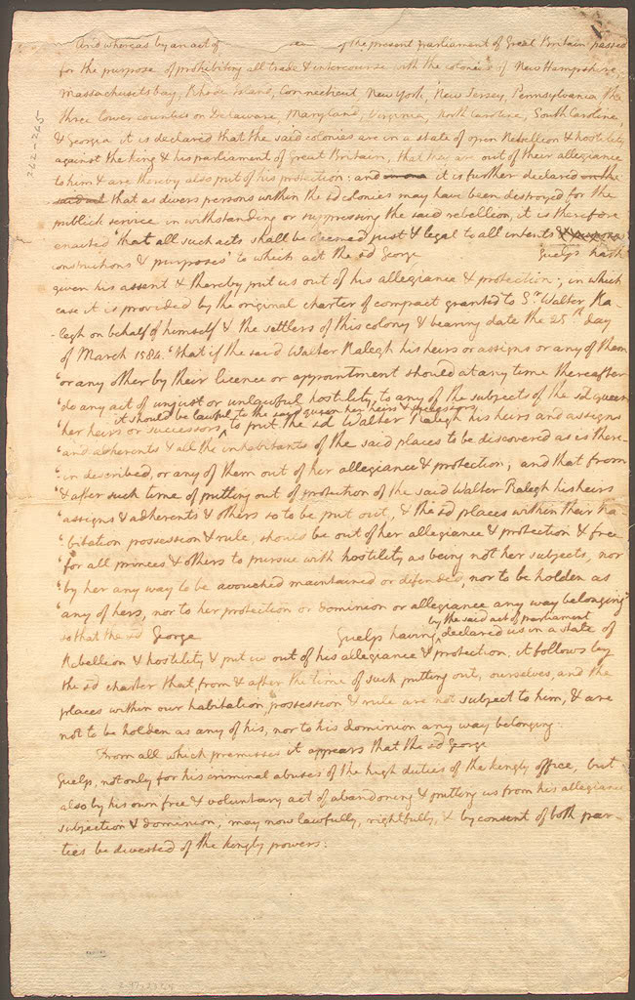 And whereas by an act of of the present parliament of Great Britain passed
for the purpose of prohibiting all trade & intercourse with the colonies of New Hampshire,
Massachusetsbay, Rhode island, Connecticut, New York, New Jersey, Pennsylvania the
three lower counties on Delaware, Maryland, Virginia, North Caroline, South Caroline,
& Georgia it is declared that the said colonies are in a state of open Rebellion & hostility
against the king & his parliament of Great Britain, that they are out of their allegiance
to him & are thereby also put out of his protection: and it is further declared on the
that as divers persons within the sd colonies may have been destroyed for the
publick service in withstanding or suppressing the said rebellion, it is therefore
enacted 'that all such acts shall be deemed just & legal to all intents & purposes
constructions & purposes' to which act the sd George Guelps hath
given his assent & thereby put us out of his allegiance & protection; in which
case it is provided by the original charter of compact granted to Sr. Walter Ra-
-legh on behalf of himself & the settlers of this colony & bearing date the 25th day
of March 1584. 'that if the said Walter Ralegh his heirs or assigns or any of them
'or any other by their licence or appointment should at any time thereafter
'do any act of unjust or unlawful hostility, to any of the subjects of the sd queen
it should be lawful to the said queen her heirs & successors
'her heirs or successors, ^ to put the sd Walter Ralegh his heirs and assigns
'and adherents & all the inhabitants of the said places to be discovered as is there-
'in described, or any of them out of her allegiance & protection, and that from
'& after such time of putting out of protection of the said Walter Ralegh his heirs
'assigns & adherents & others so to be put out, & the sd places within their ha-
'bitation possession & rule, should be out of her allegiance & protection & free
'for all princes & others to pursue with hostility as being not her subjects, nor
'by her any way to be avouched maintained or defended, nor to be holden as
'any of hers, nor to her protection or dominion or allegiance any way belonging'
by the said act of parliament
so that the sd George Guelps having ^ declared us in a state of
Rebellion & hostility & put us out of his allegiance & protection, it follows by
the sd charter that, from & after the time of such putting out, ourselves, and the
places within our habitation, possession & rule are not subject to him, & are
not to be holden as any of his, nor to his dominion any way belonging.
From all which premisses it appears that the sd George
Guelps, not only for his criminal abuses of the high duties of the kingly office, but
also by his own free & voluntary act of abandoning & putting us from his allegiance
subjection & dominion, may now lawfully, rightfully, & by consent of both par-
-ties be divested of the kingly powers.
242-245